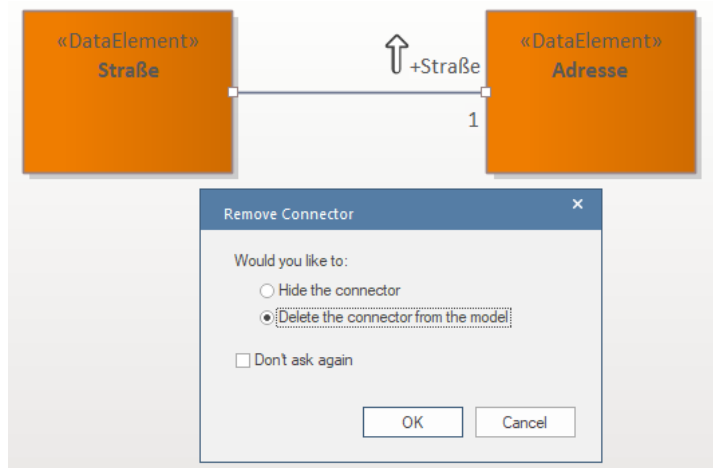 «DataElement»
Straße
+Straße
1
«DataElement»
Adresse
Remove Connector
Would you like to:
Hide the connector
Delete the connector from the model
Don't ask again
OK
Cancel